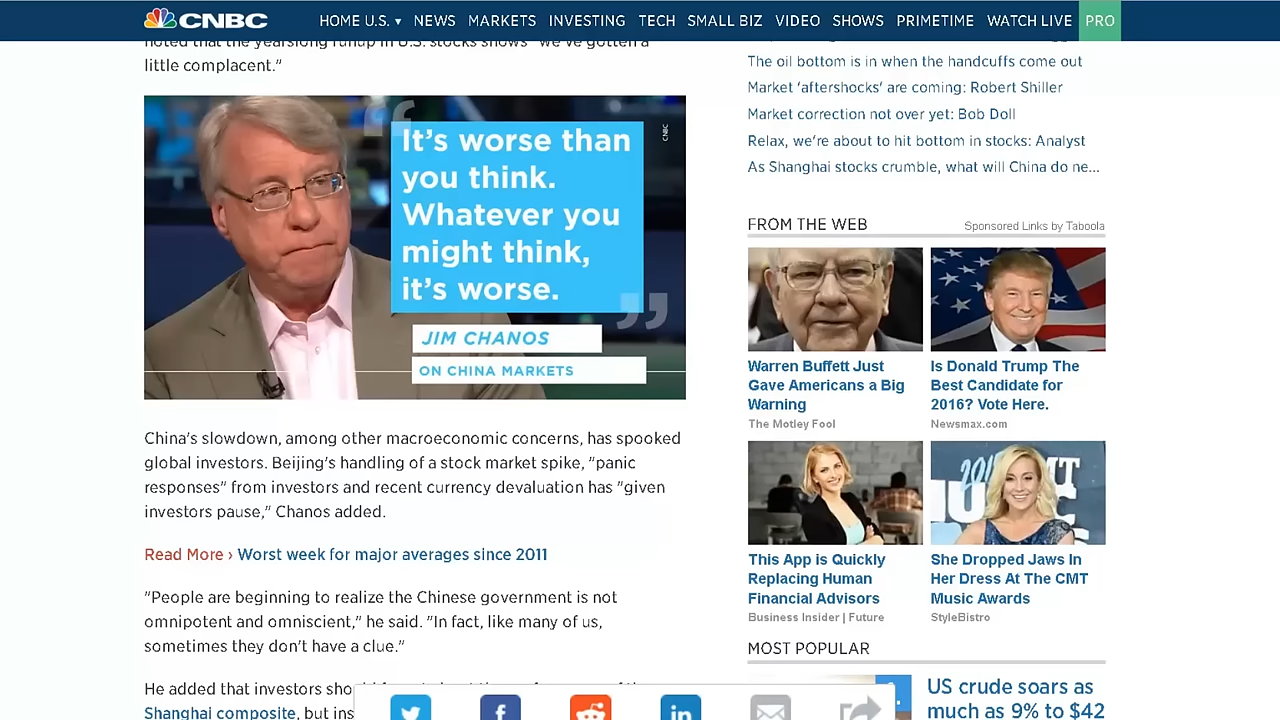 CNBC
HOME U.S. ▾ NEWS MARKETS INVESTING TECH SMALL BIZ VIDEO SHOWS PRIMETIME WATCH LIVE PRO
noted that the yearslong runup in U.S. stocks shows "we've gotten a
little complacent."
It's worse than
you think.
Whatever you
might think,
it's worse.
JIM CHANOS
ON CHINA MARKETS
CNBC
China's slowdown, among other macroeconomic concerns, has spooked
global investors. Beijing's handling of a stock market spike, "panic
responses" from investors and recent currency devaluation has "given
investors pause," Chanos added.
Read More › Worst week for major averages since 2011
"People are beginning to realize the Chinese government is not
omnipotent and omniscient," he said. "In fact, like many of us,
sometimes they don't have a clue."
He added that investors
Shanghai composite, but
The oil bottom is in when the handcuffs come out
Market 'aftershocks' are coming: Robert Shiller
Market correction not over yet: Bob Doll
Relax, we're about to hit bottom in stocks: Analyst
As Shanghai stocks crumble, what will China do ne...
FROM THE WEB
Sponsored Links by Taboola
Warren Buffett Just
Gave Americans a Big
Warning
The Motley Fool
Is Donald Trump The
Best Candidate for
2016? Vote Here.
Newsmax.com
This App is Quickly
Replacing Human
Financial Advisors
Business Insider | Future
She Dropped Jaws In
Her Dress At The CMT
Music Awards
StyleBistro
MOST POPULAR
US crude soars as
much as 9% to $42